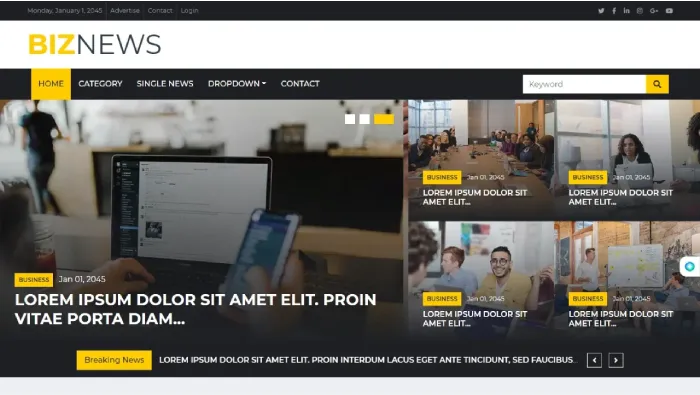 Monday, January 1, 2045 Advertise Contact Login
BIZNEWS
HOME CATEGORY SINGLE NEWS DROPDOWN CONTACT Keyword
BUSINESS Jan 01, 2045
LOREM IPSUM DOLOR SIT AMET ELIT. PROIN
VITAE PORTA DIAM...
BUSINESS Jan 01, 2045
LOREM IPSUM DOLOR SIT
AMET ELIT...
BUSINESS Jan 01, 2045
LOREM IPSUM DOLOR SIT
AMET ELIT...
BUSINESS Jan 01, 2045
LOREM IPSUM DOLOR SIT
AMET ELIT...
BUSINESS Jan 01, 2045
LOREM IPSUM DOLOR SIT
AMET ELIT...
Breaking News LOREM IPSUM DOLOR SIT AMET ELIT. PROIN INTERDUM LACUS EGET ANTE TINCIDUNT, SED FAUCIBUS...